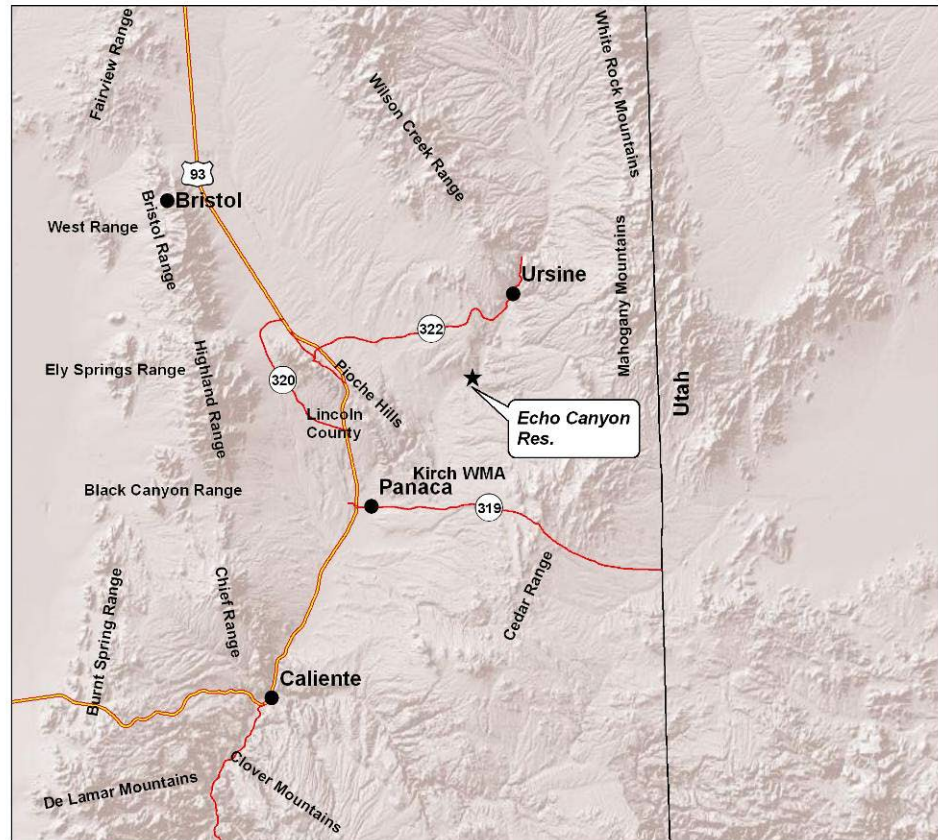 Fairview Range
White Rock Mountains
Wilson Creek Range
93
Bristol
Bristol Range
West Range
Mahogany Mountains
Ursine
322
Ely Springs Range
Highland Range
320
Pioche Hills
Lincoln
County
Utah
Echo Canyon
Res.
Kirch WMA
Black Canyon Range
Panaca
319
Burnt Spring Range
Chief Range
Cedar Range
Caliente
De Lamar Mountains
Clover Mountains